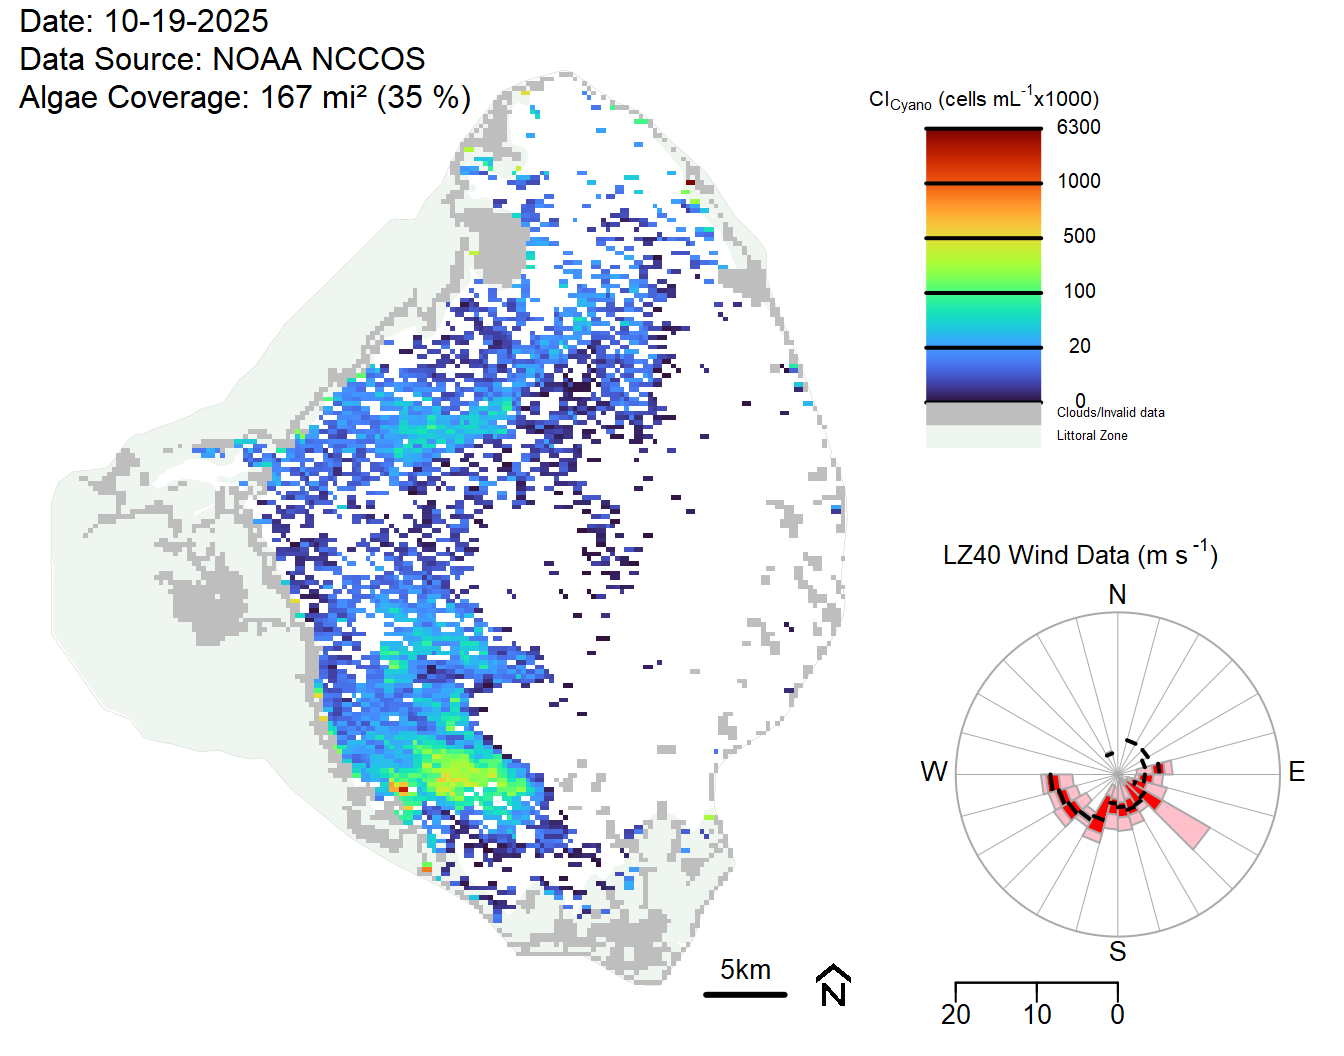 Date: 10-19-2025
Data Source: NOAA NCCOS
Algae Coverage: 167 mi² (35 %)
CI_Cyano (cells mL⁻¹x1000)
6300
1000
500
100
20
0
Clouds/Invalid data
Littoral Zone
LZ40 Wind Data (m s⁻¹)
N
W
E
S
20
10
0
5km
N